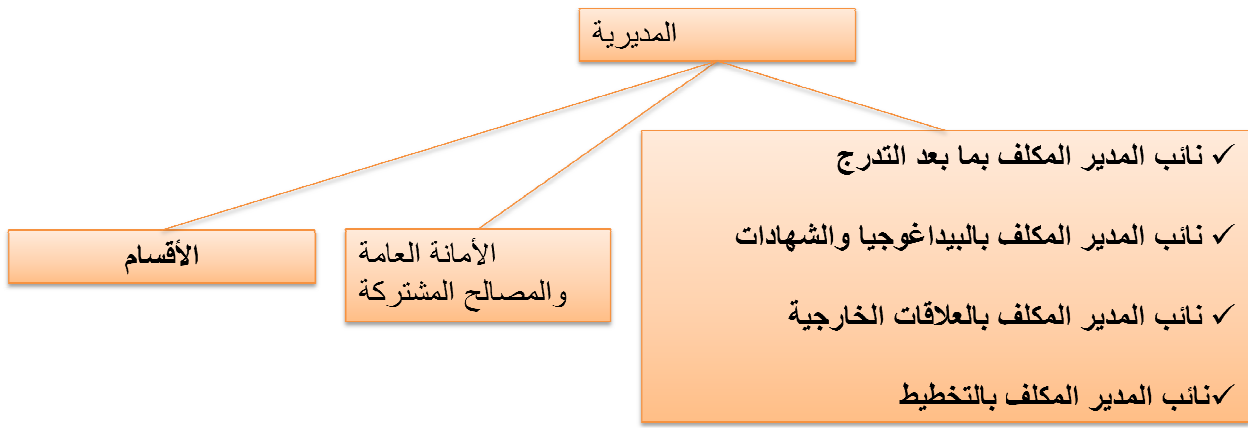 المديرية
✓ نائب المدير المكلف بما بعد التدرج
✓ نائب المدير المكلف بالبيداغوجيا والشهادات
✓ نائب المدير المكلف بالعلاقات الخارجية
✓نائب المدير المكلف بالتخطيط
الأمانة العامة
والمصالح المشتركة
الأقسام